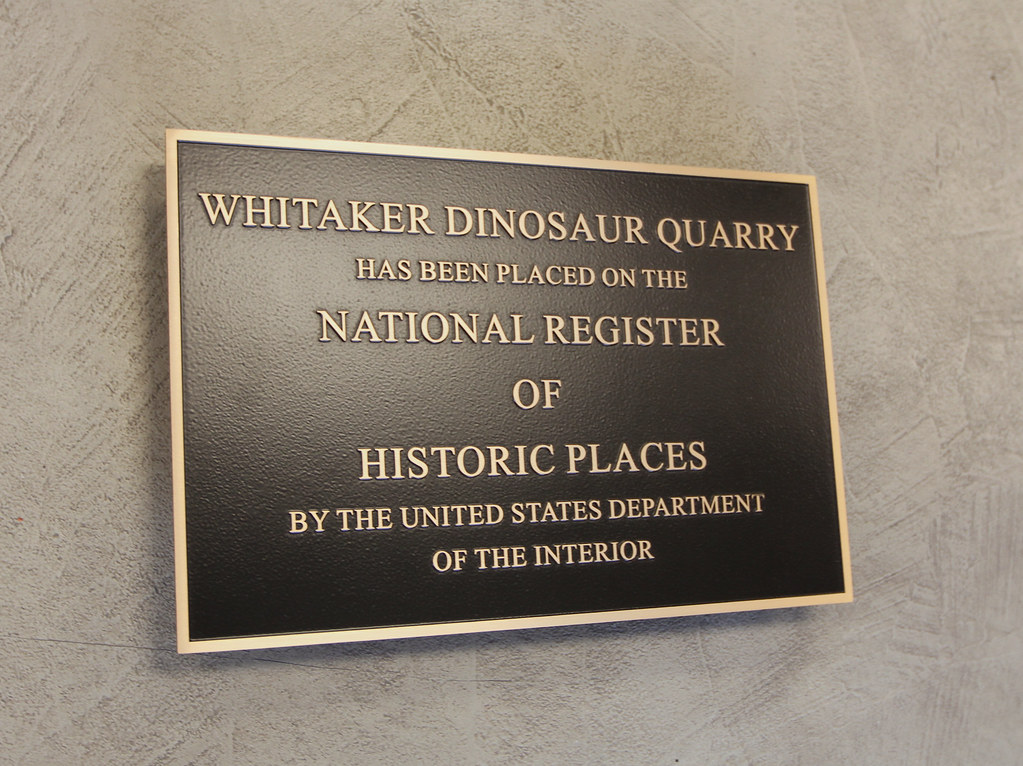 WHITAKER DINOSAUR QUARRY
HAS BEEN PLACED ON THE
NATIONAL REGISTER
OF
HISTORIC PLACES
BY THE UNITED STATES DEPARTMENT
OF THE INTERIOR